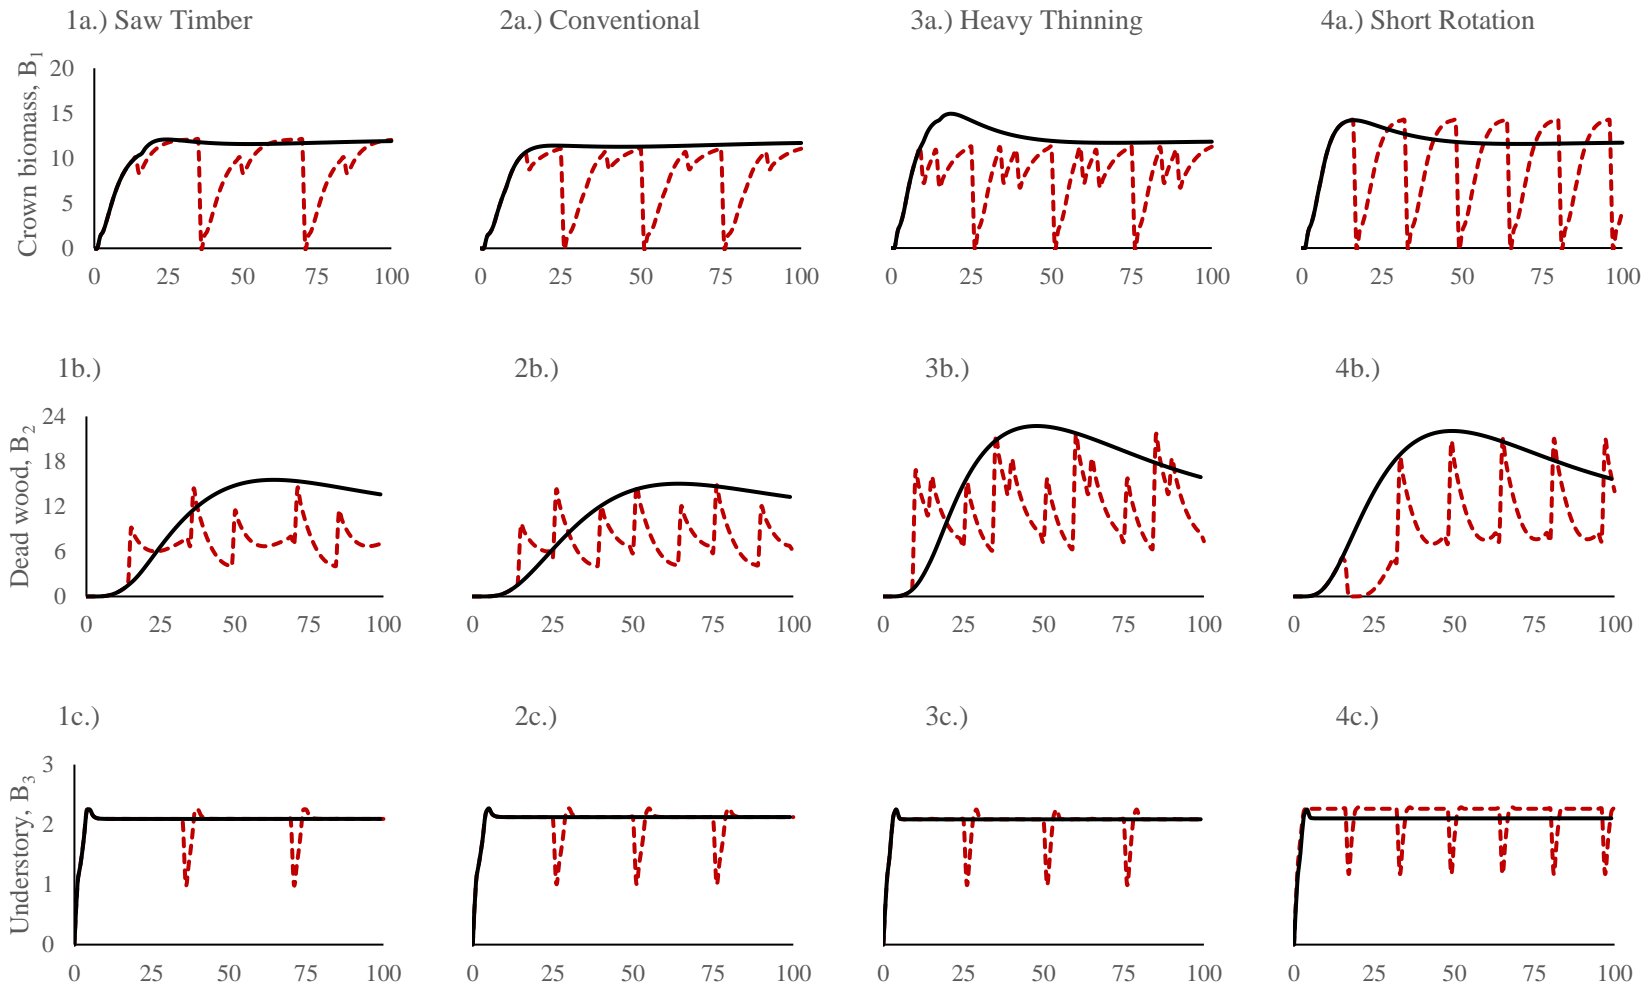 1a.) Saw Timber
2a.) Conventional
3a.) Heavy Thinning
4a.) Short Rotation
Crown biomass, B₁
20
15
10
5
0
0 25 50 75 100
0 25 50 75 100
0 25 50 75 100
0 25 50 75 100
1b.)
2b.)
3b.)
4b.)
Dead wood, B₂
24
18
12
6
0
0 25 50 75 100
0 25 50 75 100
0 25 50 75 100
0 25 50 75 100
1c.)
2c.)
3c.)
4c.)
Understory, B₃
3
2
1
0
0 25 50 75 100
0 25 50 75 100
0 25 50 75 100
0 25 50 75 100